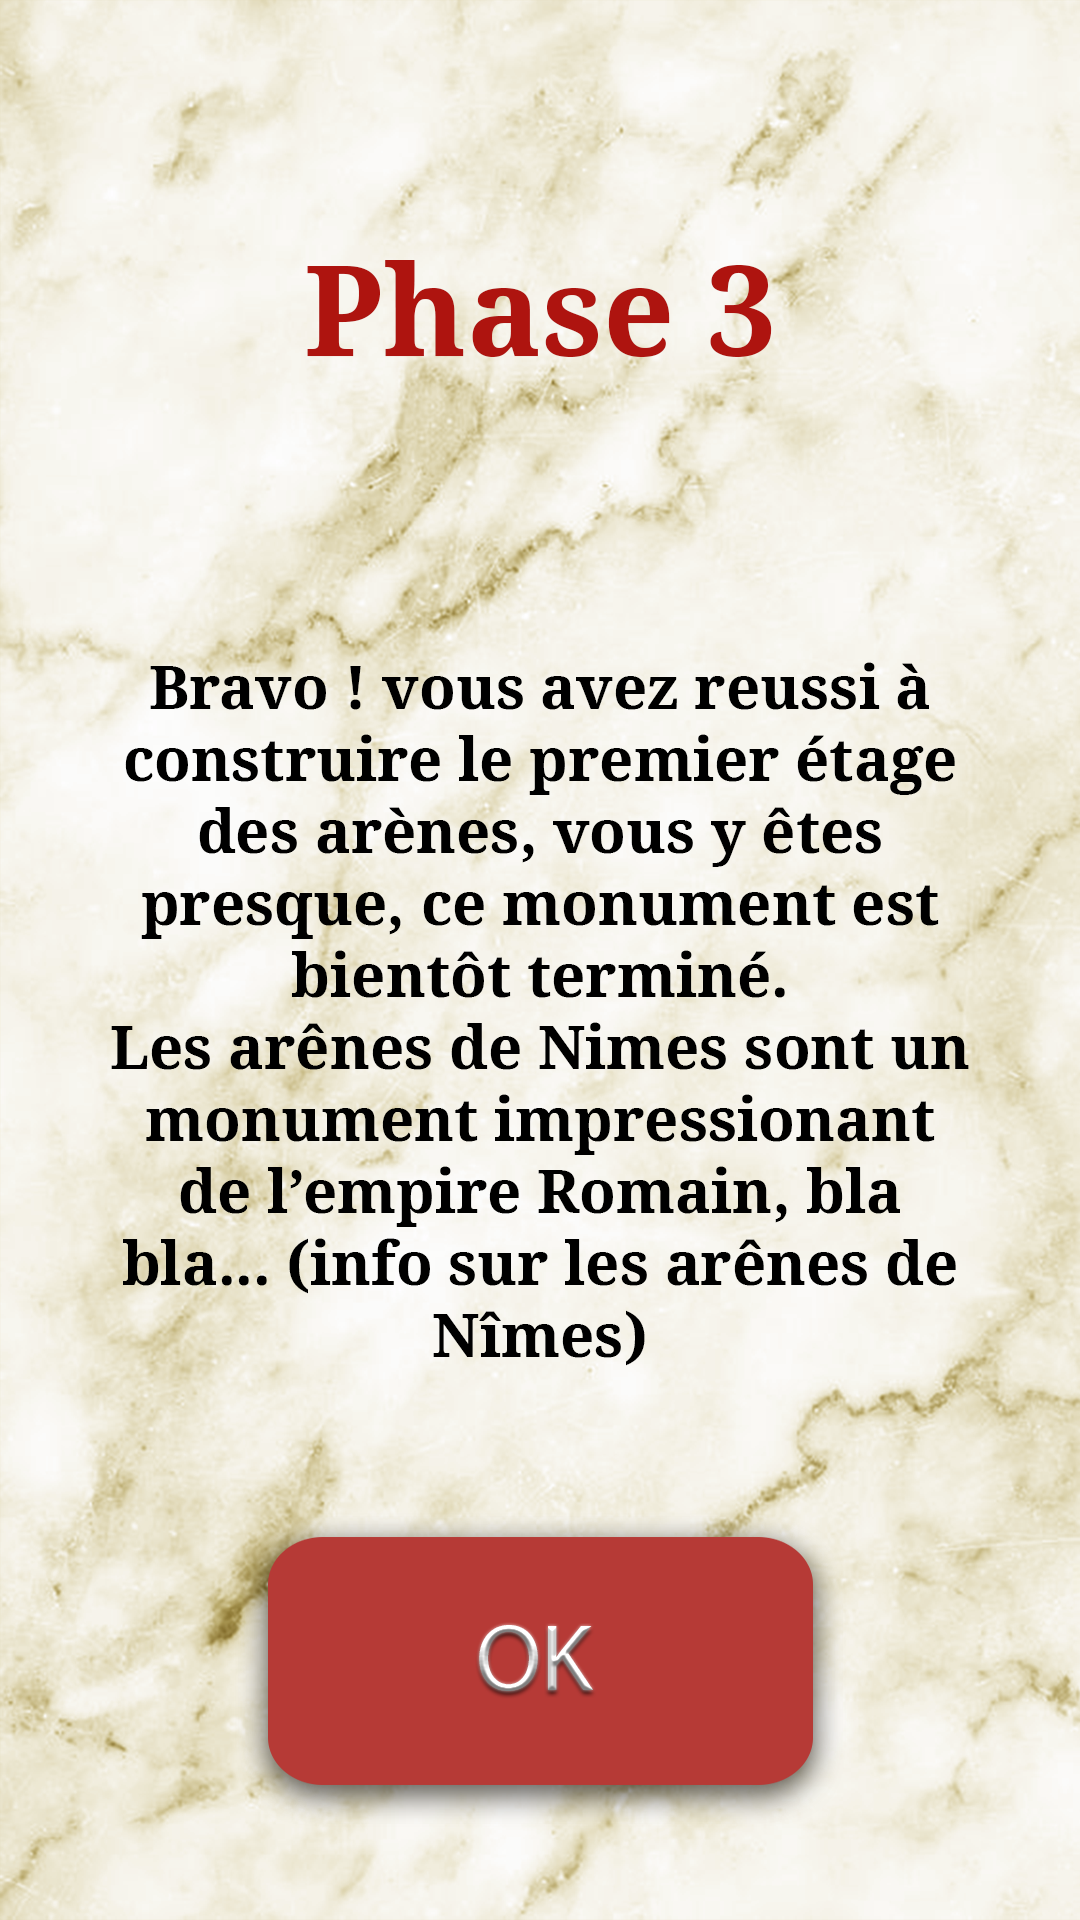 Phase 3
Bravo ! vous avez reussi à
construire le premier étage
des arènes, vous y êtes
presque, ce monument est
bientôt terminé.
Les arênes de Nimes sont un
monument impressionant
de l’empire Romain, bla
bla... (info sur les arênes de
Nîmes)
OK